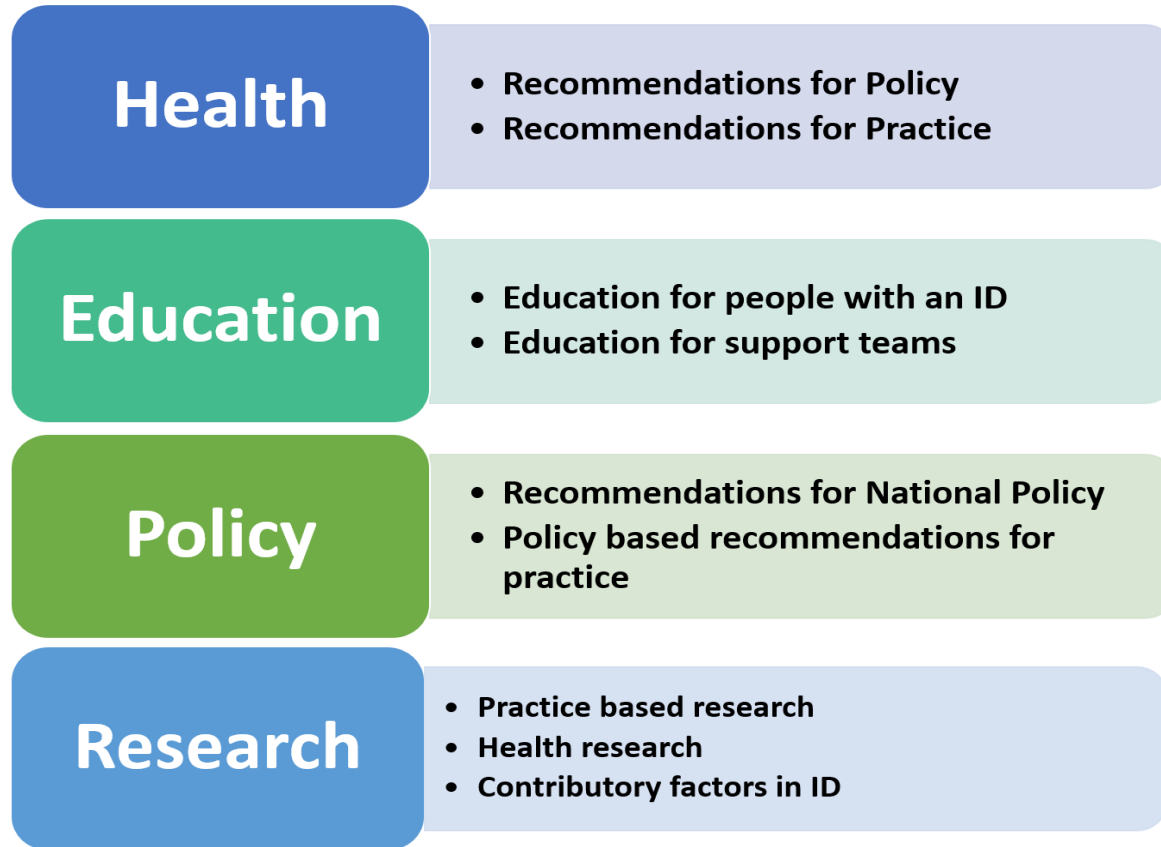 Health
• Recommendations for Policy
• Recommendations for Practice
Education
• Education for people with an ID
• Education for support teams
Policy
• Recommendations for National Policy
• Policy based recommendations for
practice
Research
• Practice based research
• Health research
• Contributory factors in ID